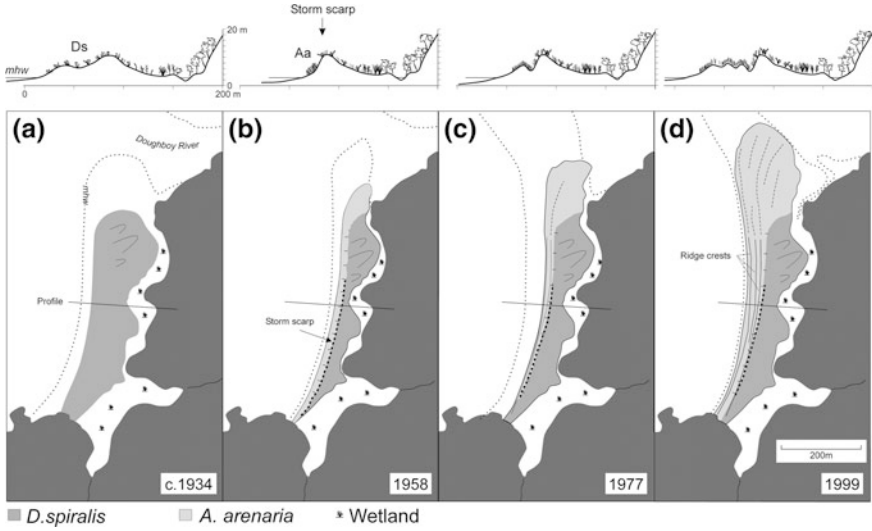 Storm scarp
20 m
Ds
Aa
mhw
0
0
200 m
(a)
(b)
(c)
(d)
Doughboy River
mhw
Profile
Storm scarp
Ridge crests
200m
c.1934
1958
1977
1999
D.spiralis
A. arenaria
Wetland